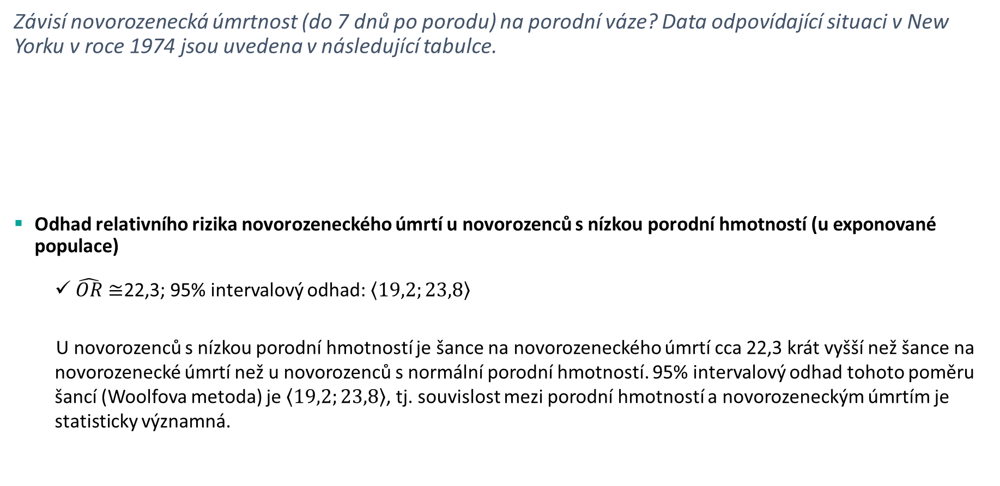 Závisí novorozenecká úmrtnost (do 7 dnů po porodu) na porodní váze? Data odpovídající situaci v New
Yorku v roce 1974 jsou uvedena v následující tabulce.
▪ Odhad relativního rizika novorozeneckého úmrtí u novorozenců s nízkou porodní hmotností (u exponované
populace)
✓ \widehat{OR} ≅22,3; 95% intervalový odhad: ⟨19,2; 23,8⟩
U novorozenců s nízkou porodní hmotností je šance na novorozeneckého úmrtí cca 22,3 krát vyšší než šance na
novorozenecké úmrtí než u novorozenců s normální porodní hmotností. 95% intervalový odhad tohoto poměru
šancí (Woolfova metoda) je ⟨19,2; 23,8⟩, tj. souvislost mezi porodní hmotností a novorozeneckým úmrtím je
statisticky významná.